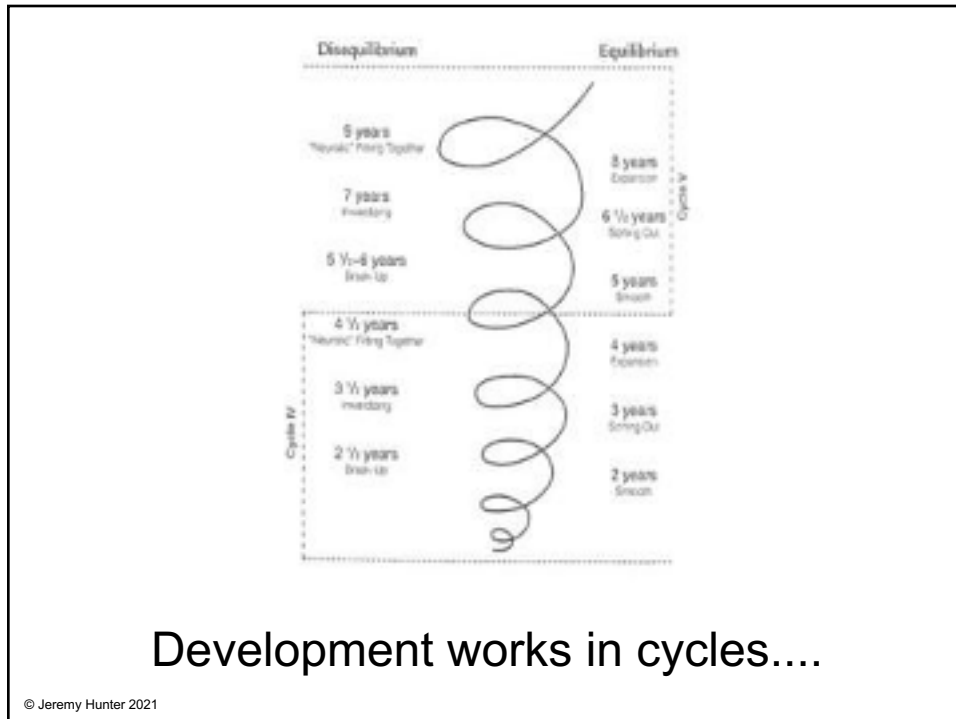 Disequilibrium Equilibrium
9 years
"Neurotic" Fitting Together
8 years
Expansion
7 years
Inwardizing
6 ½ years
Sorting Out
5 ½–6 years
Break-Up
5 years
Smooth
Cycle V
4 ½ years
"Neurotic" Fitting Together
4 years
Expansion
3 ½ years
Inwardizing
3 years
Sorting Out
2 ½ years
Break-Up
2 years
Smooth
Cycle IV
Development works in cycles....
© Jeremy Hunter 2021